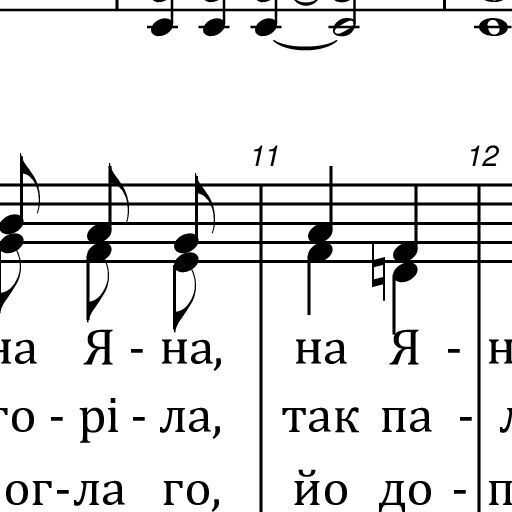 11 12
на Я - на, на Я - н
го - рі - ла, так па -
ог-ла го, йо до - п